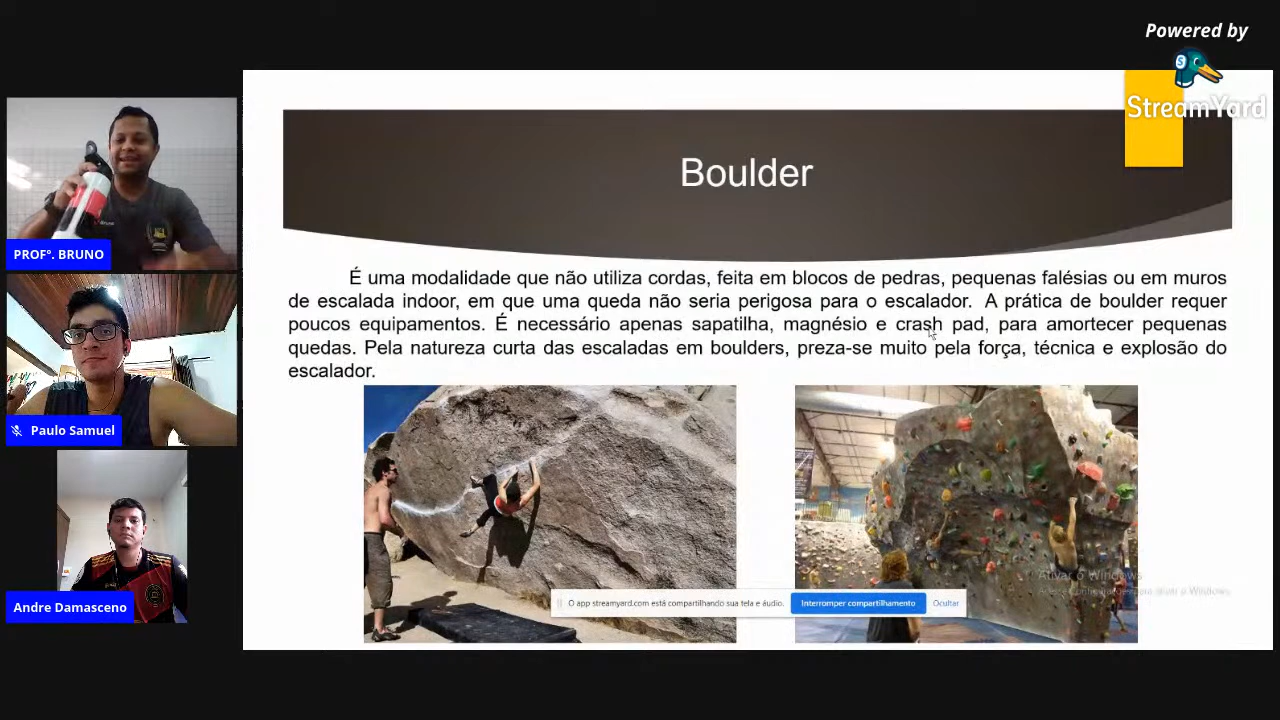 Powered by
StreamYard
PROFº. BRUNO
Paulo Samuel
Andre Damasceno
Boulder
É uma modalidade que não utiliza cordas, feita em blocos de pedras, pequenas falésias ou em muros
de escalada indoor, em que uma queda não seria perigosa para o escalador. A prática de boulder requer
poucos equipamentos. É necessário apenas sapatilha, magnésio e crash pad, para amortecer pequenas
quedas. Pela natureza curta das escaladas em boulders, preza-se muito pela força, técnica e explosão do
escalador.
O app streamyard.com está compartilhando sua tela e áudio.
Interromper compartilhamento
Ocultar
Ativar o Windows